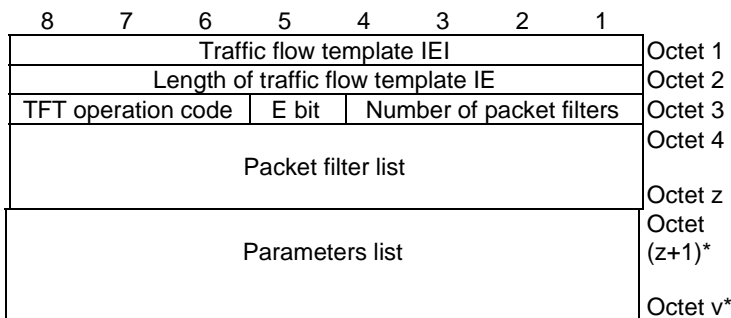 8 7 6 5 4 3 2 1
Traffic flow template IEI Octet 1
Length of traffic flow template IE Octet 2
TFT operation code E bit Number of packet filters Octet 3
Octet 4
Packet filter list
Octet z
Octet
Parameters list (z+1)*
Octet v*